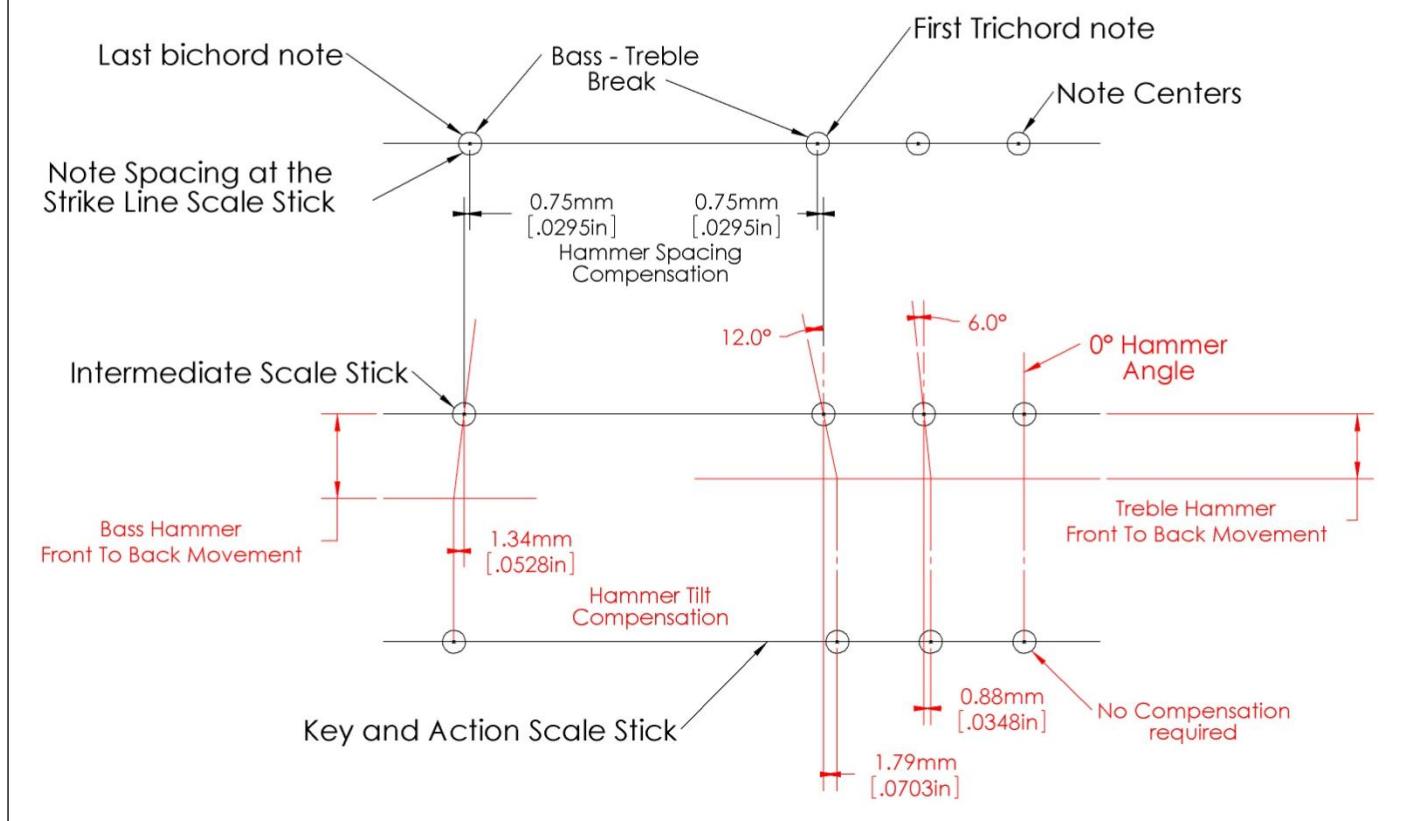 First Trichord note
Last bichord note
Bass - Treble
Break
Note Centers
Note Spacing at the
Strike Line Scale Stick
0.75mm
[.0295in]
0.75mm
[.0295in]
Hammer Spacing
Compensation
12.0°
6.0°
0° Hammer
Angle
Intermediate Scale Stick
Bass Hammer
Front To Back Movement
Treble Hammer
Front To Back Movement
1.34mm
[.0528in]
Hammer Tilt
Compensation
Key and Action Scale Stick
0.88mm
[.0348in]
No Compensation
required
1.79mm
[.0703in]